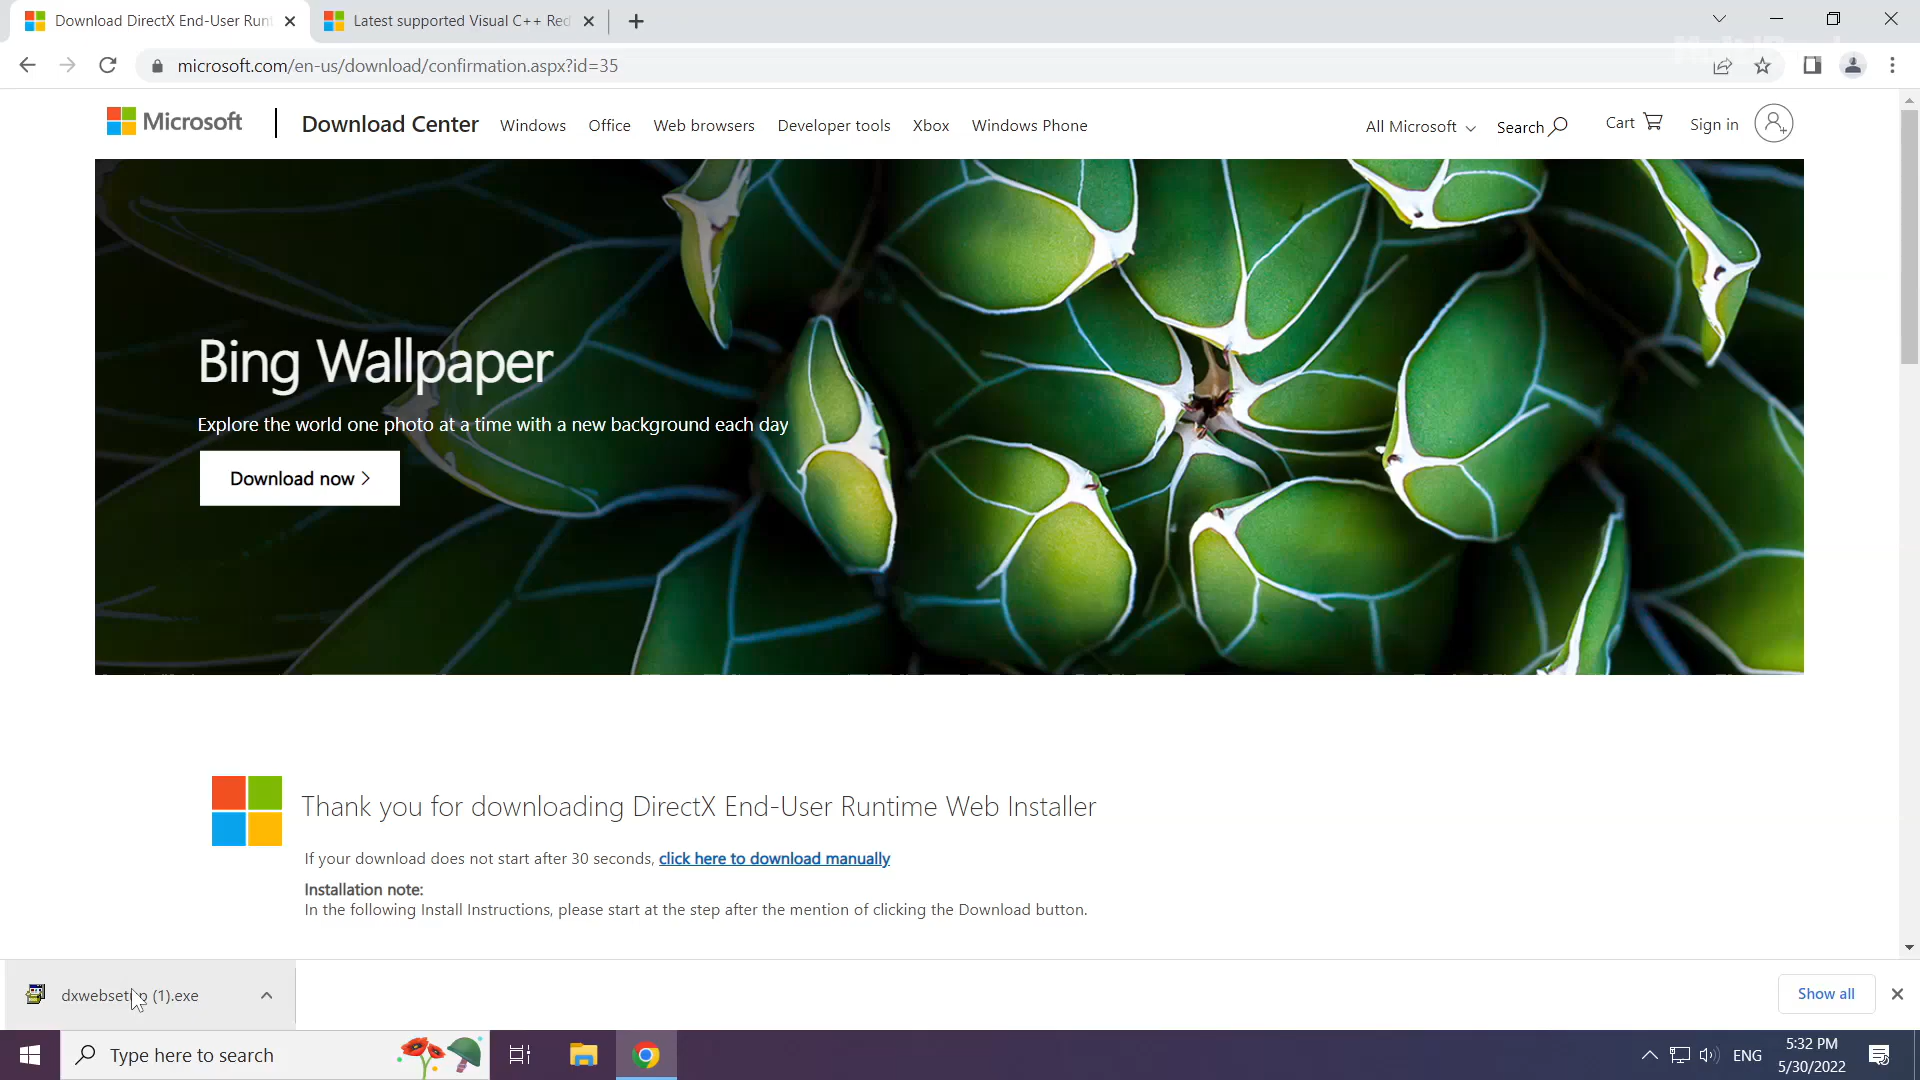 Download DirectX End-User Runt
Latest supported Visual C++ Red
microsoft.com/en-us/download/confirmation.aspx?id=35
Microsoft
Download Center
Windows
Office
Web browsers
Developer tools
Xbox
Windows Phone
All Microsoft
Search
Cart
Sign in
Bing Wallpaper
Explore the world one photo at a time with a new background each day
Download now
Thank you for downloading DirectX End-User Runtime Web Installer
If your download does not start after 30 seconds, click here to download manually
Installation note:
In the following Install Instructions, please start at the step after the mention of clicking the Download button.
dxwebsetup (1).exe
Show all
Type here to search
ENG
5:32 PM
5/30/2022